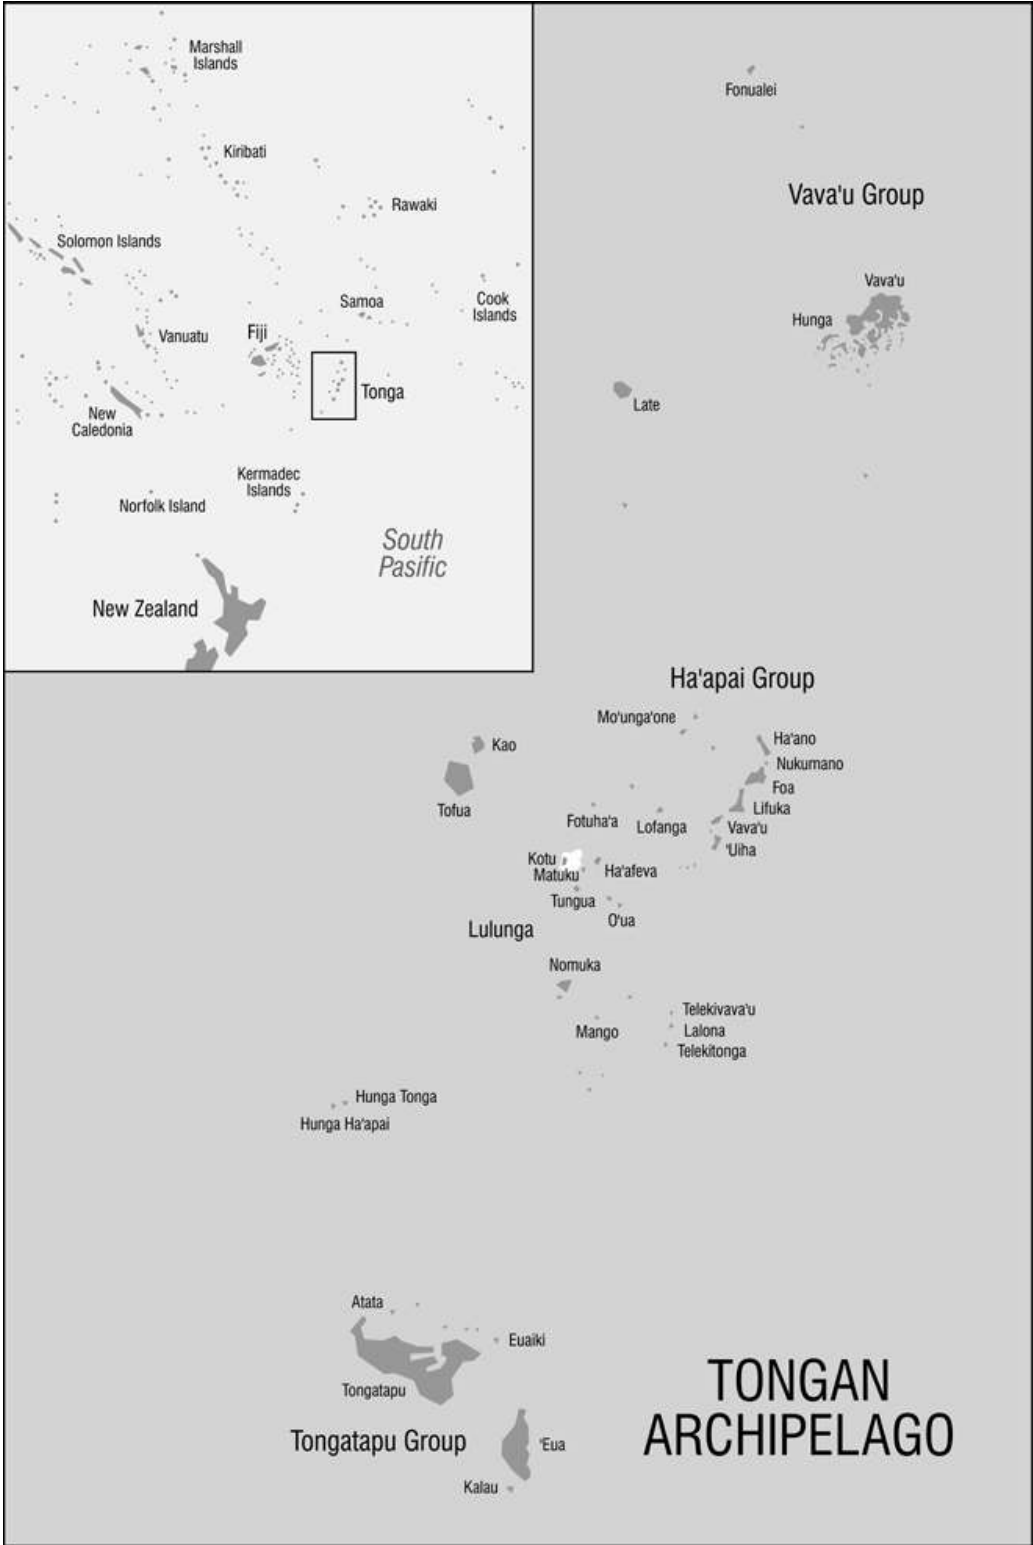 Marshall
Islands
Kiribati
Rawaki
Solomon Islands
Samoa
Cook
Islands
Vanuatu
Fiji
Tonga
New
Caledonia
Kermadec
Islands
Norfolk Island
South
Pasific
New Zealand
Fonualei
Vava'u Group
Vava'u
Hunga
Late
Ha'apai Group
Mo'unga'one
Ha'ano
Kao
Nukumano
Foa
Tofua
Lifuka
Fotuha'a
Lofanga
Vava'u
'Uiha
Kotu
Matuku
Ha'afeva
Tungua
O'ua
Lulunga
Nomuka
Telekivava'u
Mango
Lalona
Telekitonga
Hunga Tonga
Hunga Ha'apai
Atata
Euaiki
Tongatapu
Tongatapu Group
'Eua
Kalau
TONGAN
ARCHIPELAGO